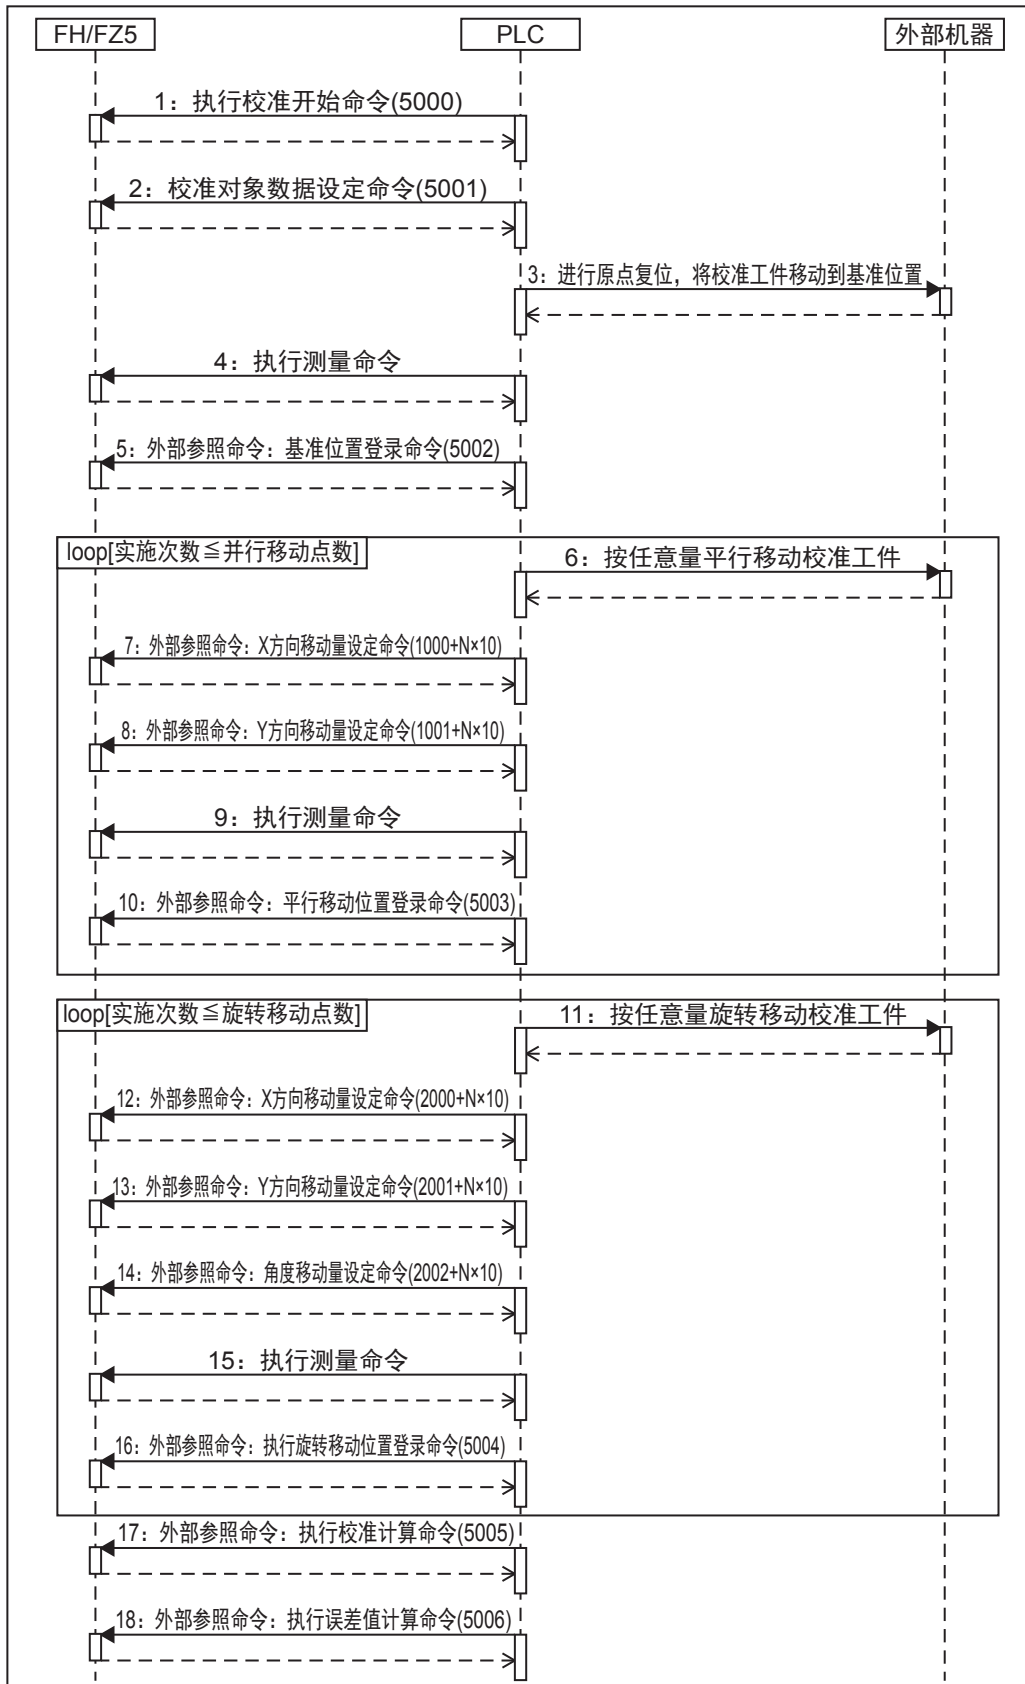 FH/FZ5
PLC
外部机器
1：执行校准开始命令(5000)
2：校准对象数据设定命令(5001)
3：进行原点复位，将校准工件移动到基准位置
4：执行测量命令
5：外部参照命令：基准位置登录命令(5002)
loop[实施次数≦并行移动点数]
6：按任意量平行移动校准工件
7：外部参照命令：X方向移动量设定命令(1000+N×10)
8：外部参照命令：Y方向移动量设定命令(1001+N×10)
9：执行测量命令
10：外部参照命令：平行移动位置登录命令(5003)
loop[实施次数≦旋转移动点数]
11：按任意量旋转移动校准工件
12：外部参照命令：X方向移动量设定命令(2000+N×10)
13：外部参照命令：Y方向移动量设定命令(2001+N×10)
14：外部参照命令：角度移动量设定命令(2002+N×10)
15：执行测量命令
16：外部参照命令：执行旋转移动位置登录命令(5004)
17：外部参照命令：执行校准计算命令(5005)
18：外部参照命令：执行误差值计算命令(5006)